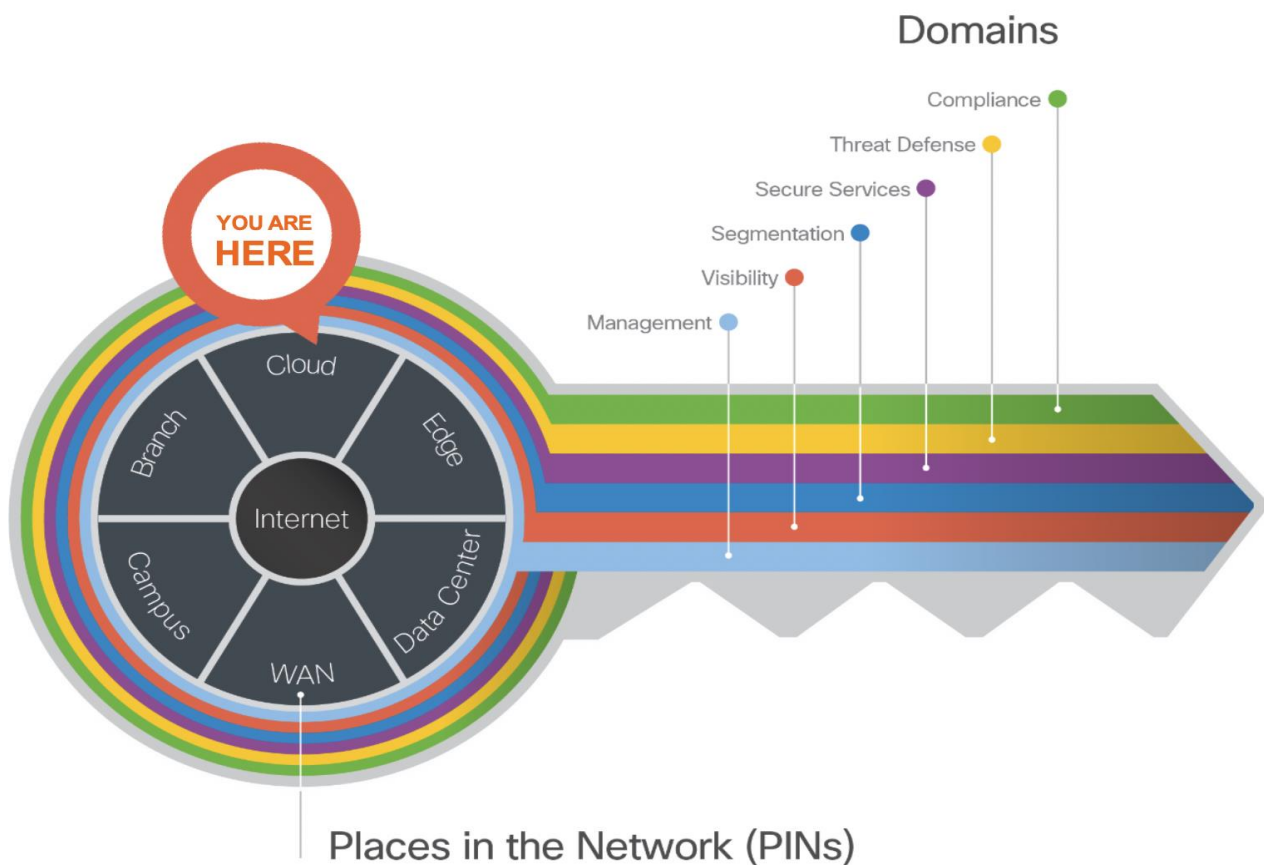 Domains
Compliance
Threat Defense
Secure Services
Segmentation
Visibility
Management
YOU ARE
HERE
Cloud
Edge
Branch
Internet
Campus
Data Center
WAN
Places in the Network (PINs)